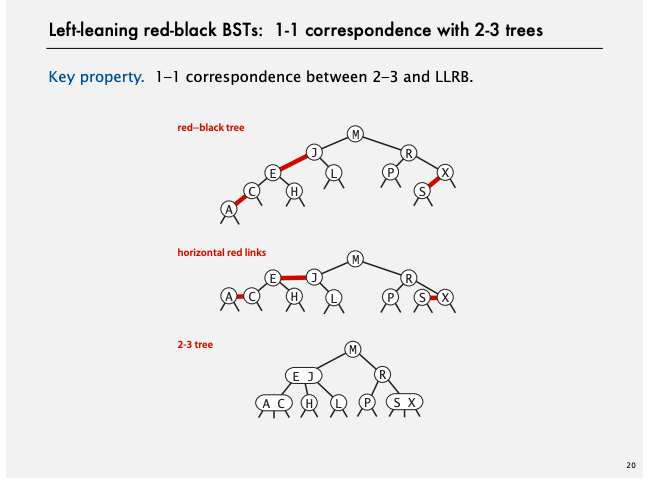 Left-leaning red-black BSTs: 1-1 correspondence with 2-3 trees
Key property. 1–1 correspondence between 2–3 and LLRB.
red–black tree
M
J R
E L P X
C H S
A
horizontal red links
M
E J R
A C H L P S X
2-3 tree
M
E J R
A C H L P S X
20